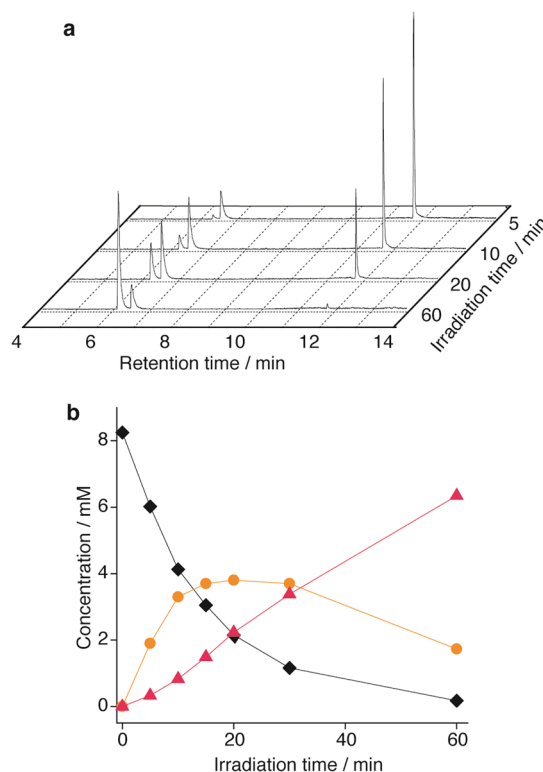 a
5
10
20
60
Irradiation time / min
4 6 8 10 12 14
Retention time / min
b
8
6
4
2
0
Concentration / mM
0 20 40 60
Irradiation time / min